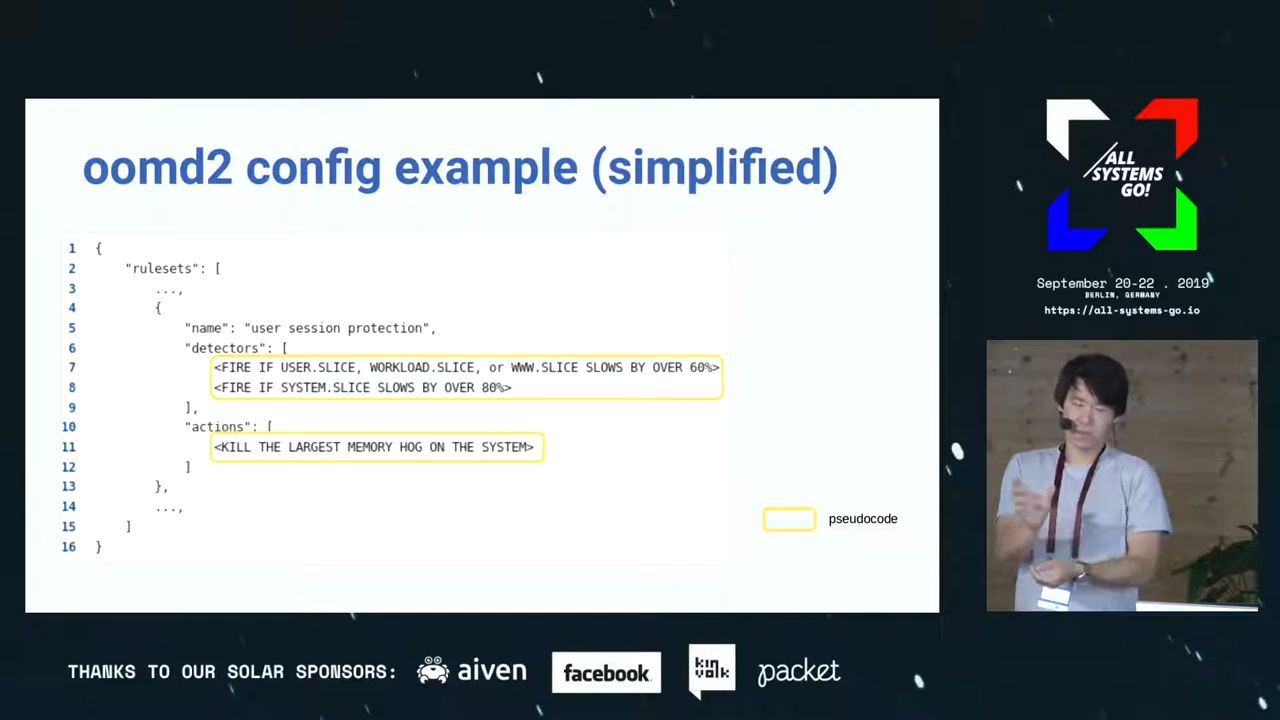 oomd2 config example (simplified)
1 {
2 "rulesets": [
3 ...,
4 {
5 "name": "user session protection",
6 "detectors": [
7 <FIRE IF USER.SLICE, WORKLOAD.SLICE, or WWW.SLICE SLOWS BY OVER 60%>
8 <FIRE IF SYSTEM.SLICE SLOWS BY OVER 80%>
9 ],
10 "actions": [
11 <KILL THE LARGEST MEMORY HOG ON THE SYSTEM>
12 ]
13 },
14 ...,
15 ]
16 }
pseudocode
ALL
SYSTEMS
GO!
September 20-22 . 2019
BERLIN, GERMANY
https://all-systems-go.io
THANKS TO OUR SOLAR SPONSORS:
aiven
facebook
kin
volk
packet